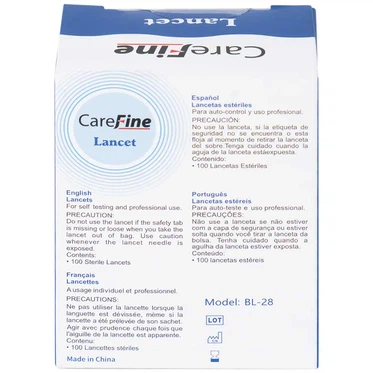 CareFine
Lancet
CareFine
Lancet
English
Lancets
For self testing and professional use.
PRECAUTION:
Do not use the lancet if the safety tab
is missing or loose when you take the
lancet out of bag. Use caution
whenever the lancet needle is
exposed.
Contents:
• 100 Sterile Lancets
Français
Lancettes
A usage individuel et professionnel.
PRÉCAUTIONS:
Ne pas utiliser la lancette lorsque la
languette est dévissée, même si la
lancette a été prélevée de son sachet.
Agir avec prudence chaque fois que
l'aiguille de la lancette est apparente.
Contenu:
• 100 Lancettes stériles
Made in China
Español
Lancetas estériles
Para auto-control y uso profesional.
PRECAUCIÓN:
No use la lanceta, si la etiqueta de
seguridad no se encuentra o esta
floja al momento de retirar la lanceta
del sobre.Tenga cuidado cuando la
aguja de la lanceta estáexpuesta.
Contenido:
• 100 Lancetas Estériles
Português
Lancetas estéreis
Para auto-teste e uso profissional.
PRECAUÇÕES:
Não use a lanceta se não estiver
com a capa de segurança ou estiver
solta quando você tirar a lanceta da
bolsa. Tenha cuidado quando a
agulha da lanceta estiver exposta.
Conteúdo:
• 100 lancetas estéreis
Model: BL-28
LOT